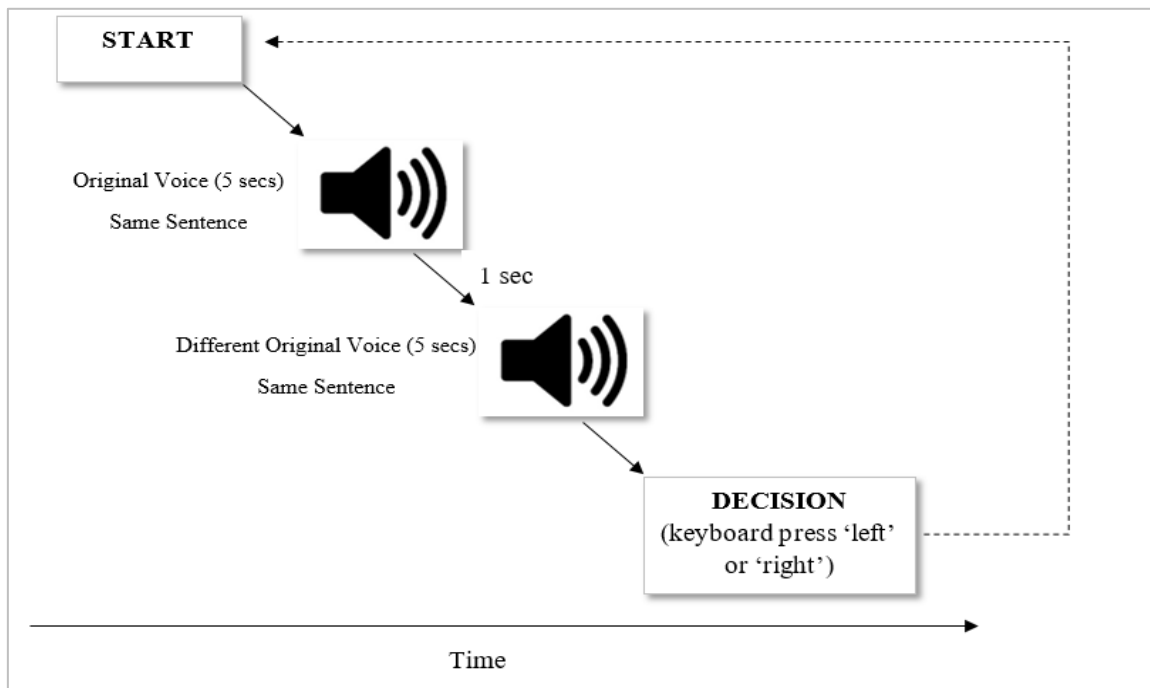 START
Original Voice (5 secs)
Same Sentence
1 sec
Different Original Voice (5 secs)
Same Sentence
DECISION
(keyboard press ‘left’
or ‘right’)
Time